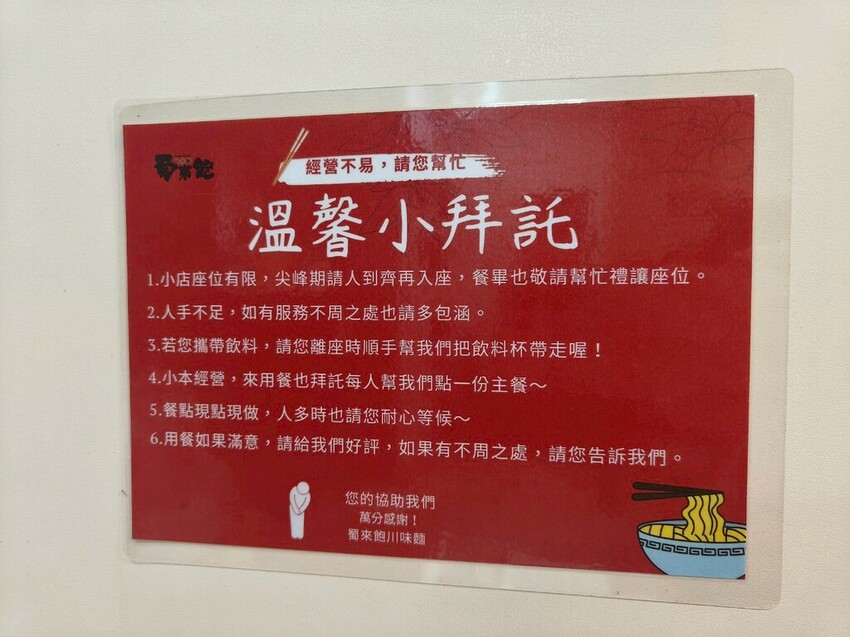 蜀來飽
經營不易，請您幫忙
溫馨小拜託
1.小店座位有限，尖峰期請人到齊再入座，餐畢也敬請幫忙禮讓座位。
2.人手不足，如有服務不周之處也請多包涵。
3.若您攜帶飲料，請您離座時順手幫我們把飲料杯帶走喔！
4.小本經營，來用餐也拜託每人幫我們點一份主餐～
5.餐點現點現做，人多時也請您耐心等候～
6.用餐如果滿意，請給我們好評，如果有不周之處，請您告訴我們。
您的協助我們
萬分感謝！
蜀來飽川味麵